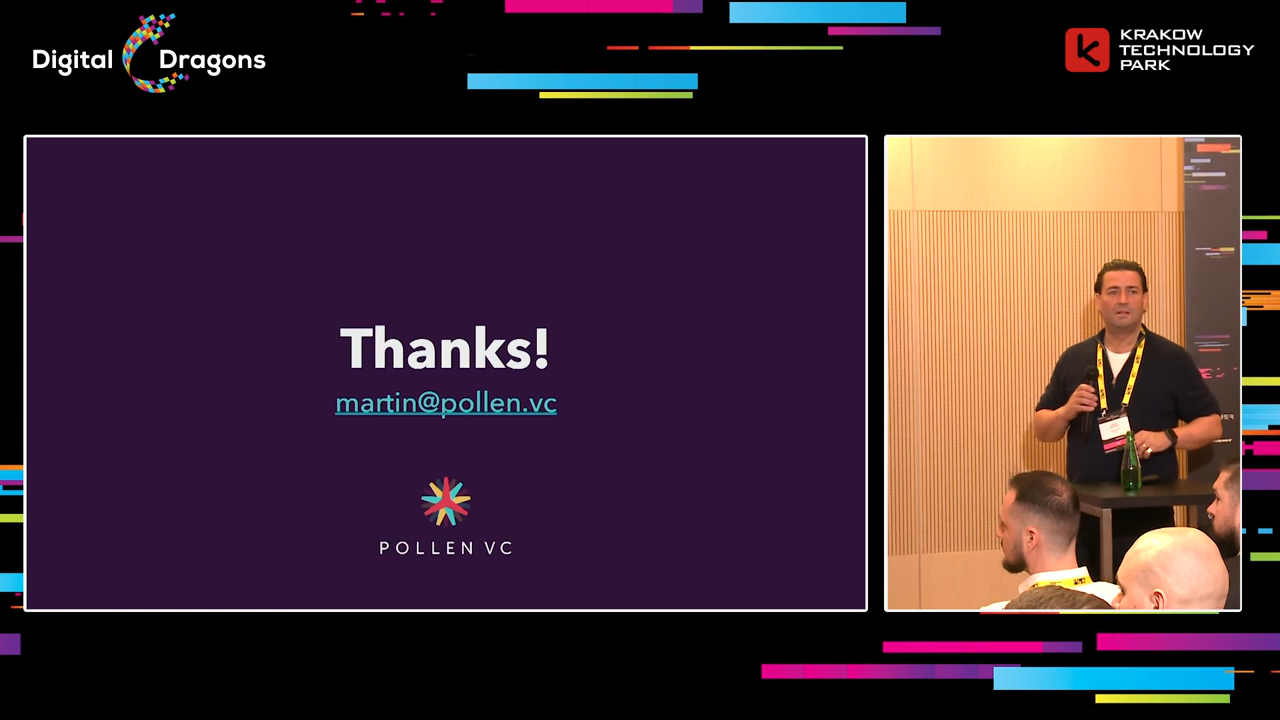 Digital Dragons
KRAKOW
TECHNOLOGY
PARK
Thanks!
martin@pollen.vc
POLLEN VC